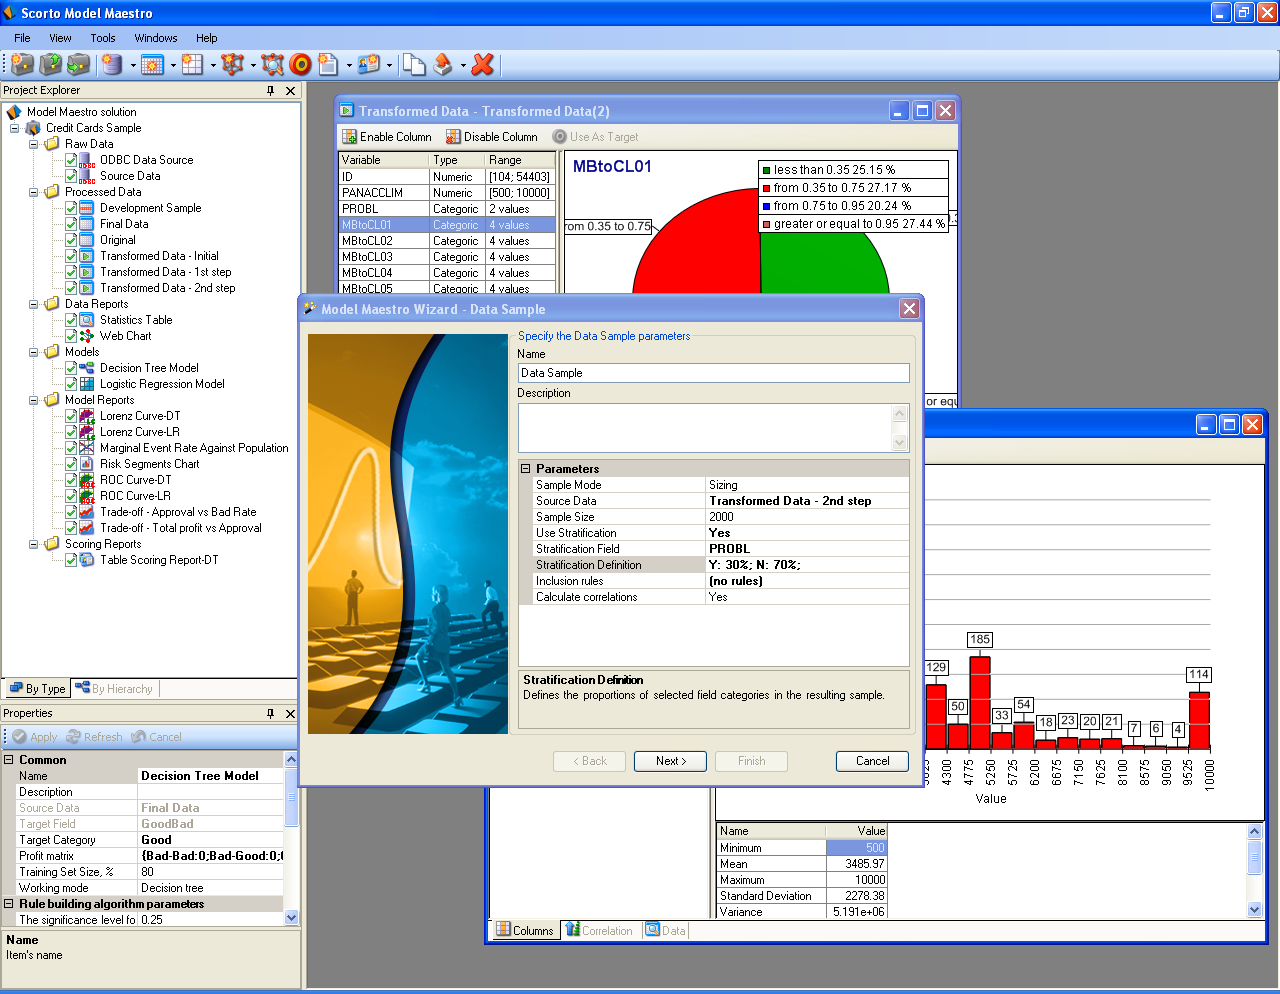 Scorto Model Maestro
File View Tools Windows Help
Project Explorer
Model Maestro solution
Credit Cards Sample
Raw Data
ODBC Data Source
Source Data
Processed Data
Development Sample
Final Data
Original
Transformed Data - Initial
Transformed Data - 1st step
Transformed Data - 2nd step
Data Reports
Statistics Table
Web Chart
Models
Decision Tree Model
Logistic Regression Model
Model Reports
Lorenz Curve-DT
Lorenz Curve-LR
Marginal Event Rate Against Population
Risk Segments Chart
ROC Curve-DT
ROC Curve-LR
Trade-off - Approval vs Bad Rate
Trade-off - Total profit vs Approval
Scoring Reports
Table Scoring Report-DT
By Type By Hierarchy
Properties
Apply Refresh Cancel
Common
Name Decision Tree Model
Description
Source Data Final Data
Target Field GoodBad
Target Category Good
Profit matrix {Bad-Bad:0;Bad-Good:0;
Training Set Size, % 80
Working mode Decision tree
Rule building algorithm parameters
The significance level fo 0.25
Name
Item's name
Transformed Data - Transformed Data(2)
Enable Column Disable Column Use As Target
Variable Type Range
ID Numeric [104; 54403]
PANACCLIM Numeric [500; 10000]
PROBL Categoric 2 values
MBtoCL01 Categoric 4 values
MBtoCL02 Categoric 4 values
MBtoCL03 Categoric 4 values
MBtoCL04 Categoric 4 values
MBtoCL05 Categoric 4 values
MBtoCL01
less than 0.35 25.15 %
from 0.35 to 0.75 27.17 %
from 0.75 to 0.95 20.24 %
greater or equal to 0.95 27.44 %
rom 0.35 to 0.75
or equ
Model Maestro Wizard - Data Sample
Specify the Data Sample parameters
Name
Data Sample
Description
Parameters
Sample Mode Sizing
Source Data Transformed Data - 2nd step
Sample Size 2000
Use Stratification Yes
Stratification Field PROBL
Stratification Definition Y: 30%; N: 70%;
Inclusion rules (no rules)
Calculate correlations Yes
Stratification Definition
Defines the proportions of selected field categories in the resulting sample.
< Back Next > Finish Cancel
129 50 185 33 54 18 23 20 21 7 6 4 114
4300 4775 5250 5725 6200 6675 7150 7625 8100 8575 9050 9525 10000
Value
Name Value
Minimum 500
Mean 3485.97
Maximum 10000
Standard Deviation 2278.38
Variance 5.191e+06
Columns Correlation Data